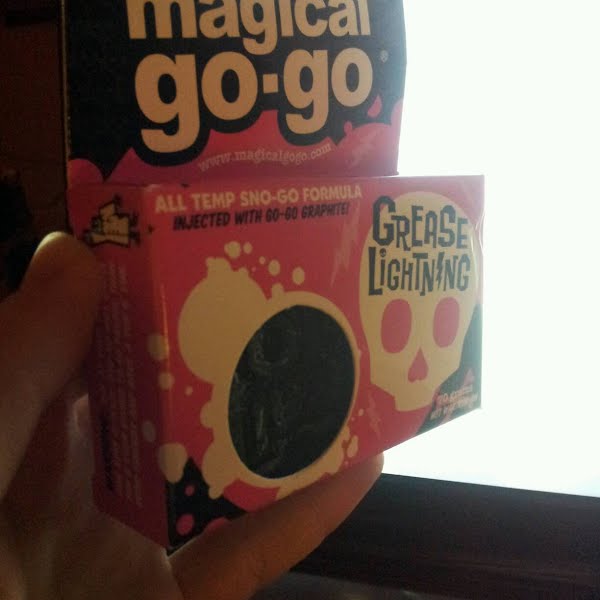 magical
go-go®
www.magicalgogo.com
ALL TEMP SNO-GO FORMULA
INJECTED WITH GO-GO GRAPHITE!
GREASE
LIGHTNING